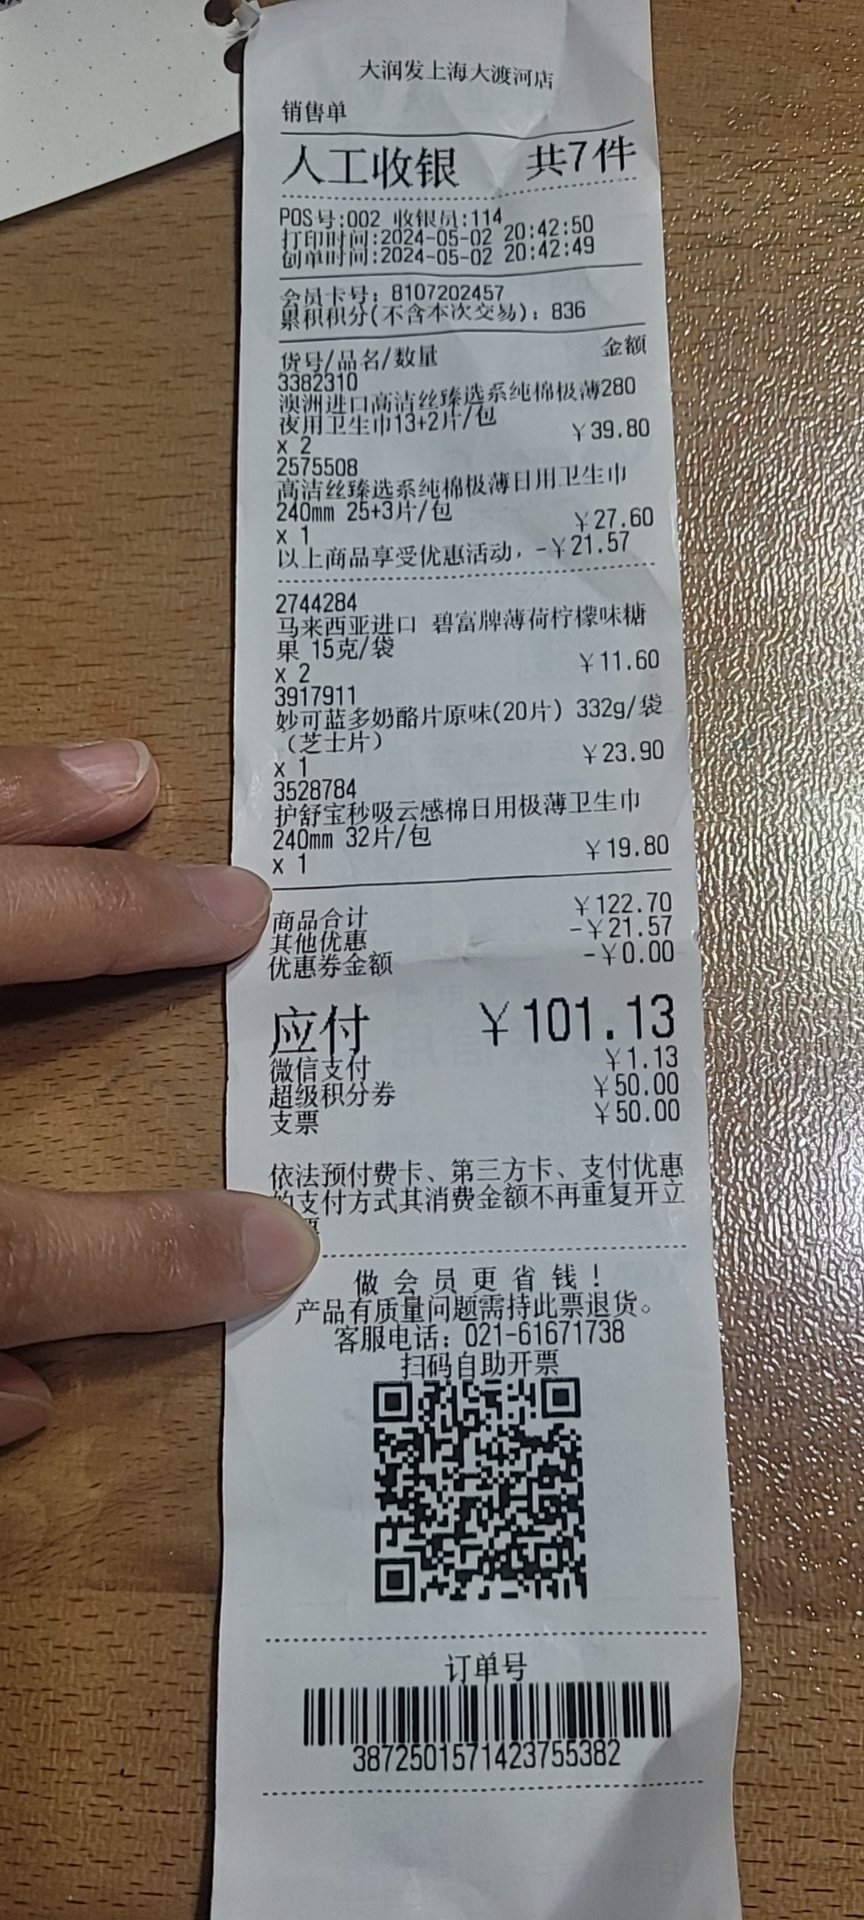 大润发上海大渡河店
销售单
人工收银 共7件
POS号:002 收银员:114
打印时间:2024-05-02 20:42:50
创单时间:2024-05-02 20:42:49
会员卡号：8107202457
累积积分(不含本次交易)：836
货号/品名/数量 金额
3382310
澳洲进口高洁丝臻选系纯棉极薄280
夜用卫生巾13+2片/包 ￥39.80
x 2
2575508
高洁丝臻选系纯棉极薄日用卫生巾
240mm 25+3片/包 ￥27.60
x 1
以上商品享受优惠活动，-￥21.57
2744284
马来西亚进口 碧富牌薄荷柠檬味糖
果 15克/袋 ￥11.60
x 2
3917911
妙可蓝多奶酪片原味(20片) 332g/袋
（芝士片） ￥23.90
x 1
3528784
护舒宝秒吸云感棉日用极薄卫生巾
240mm 32片/包 ￥19.80
x 1
商品合计 ￥122.70
其他优惠 -￥21.57
优惠券金额 -￥0.00
应付 ￥101.13
微信支付 ￥1.13
超级积分券 ￥50.00
支票 ￥50.00
依法预付费卡、第三方卡、支付优惠
的支付方式其消费金额不再重复开立
票
做会员更省钱！
产品有质量问题需持此票退货。
客服电话：021-61671738
扫码自助开票
订单号
3872501571423755382